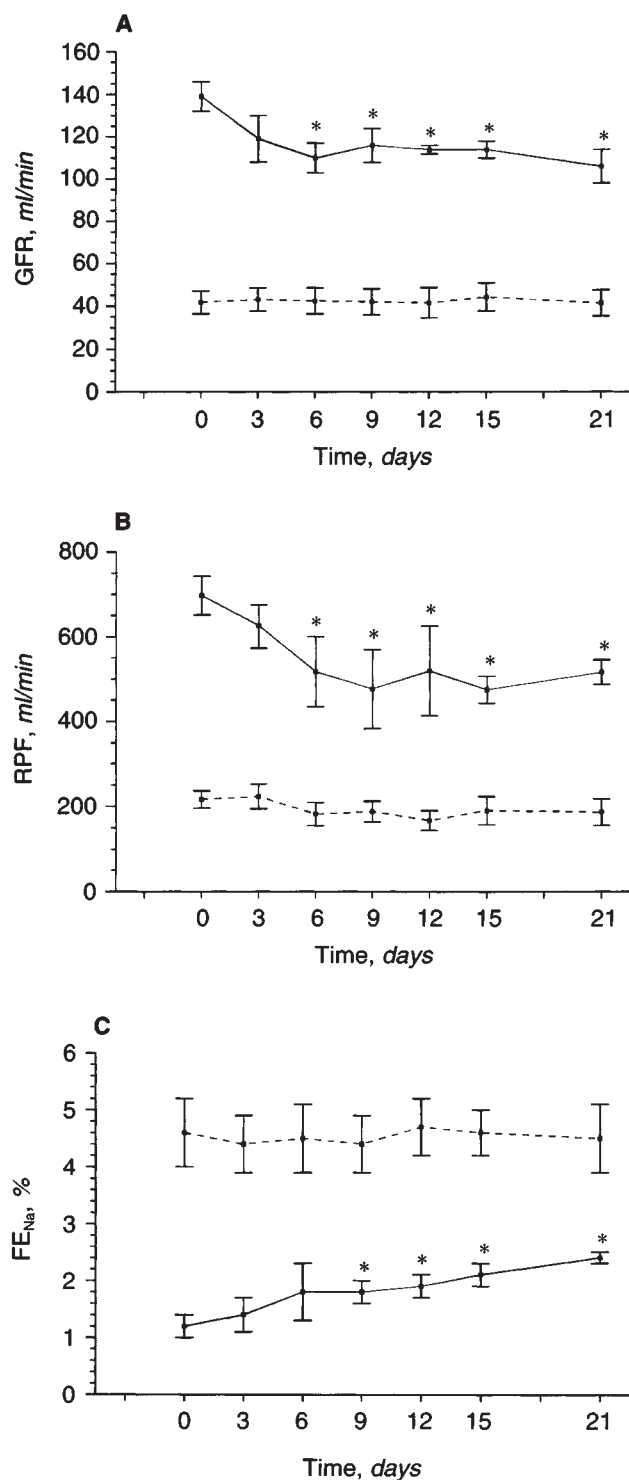 A
160
140
120
100
80
60
40
20
0
GFR, ml/min
* * * * *
0 3 6 9 12 15 21
Time, days
B
800
600
400
200
0
RPF, ml/min
* * * * *
0 3 6 9 12 15 21
Time, days
C
6
5
4
3
2
1
0
FENa, %
* * * *
0 3 6 9 12 15 21
Time, days